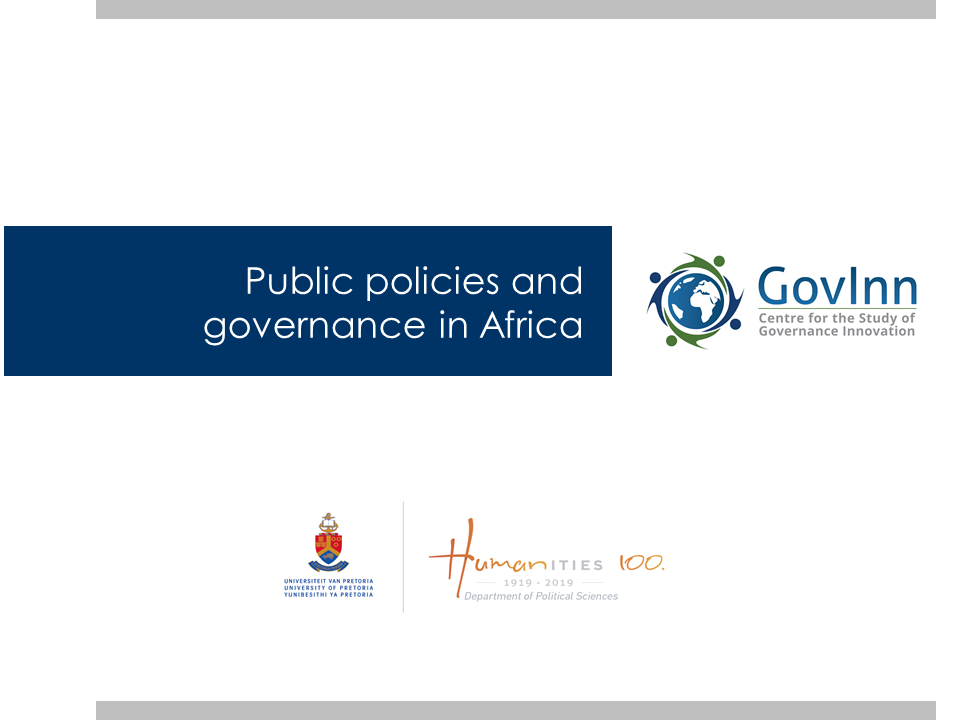 Public policies and
governance in Africa
GovInn
Centre for the Study of
Governance Innovation
UNIVERSITEIT VAN PRETORIA
UNIVERSITY OF PRETORIA
YUNIBESITHI YA PRETORIA
HumanITIES 100.
1919 - 2019
Department of Political Sciences